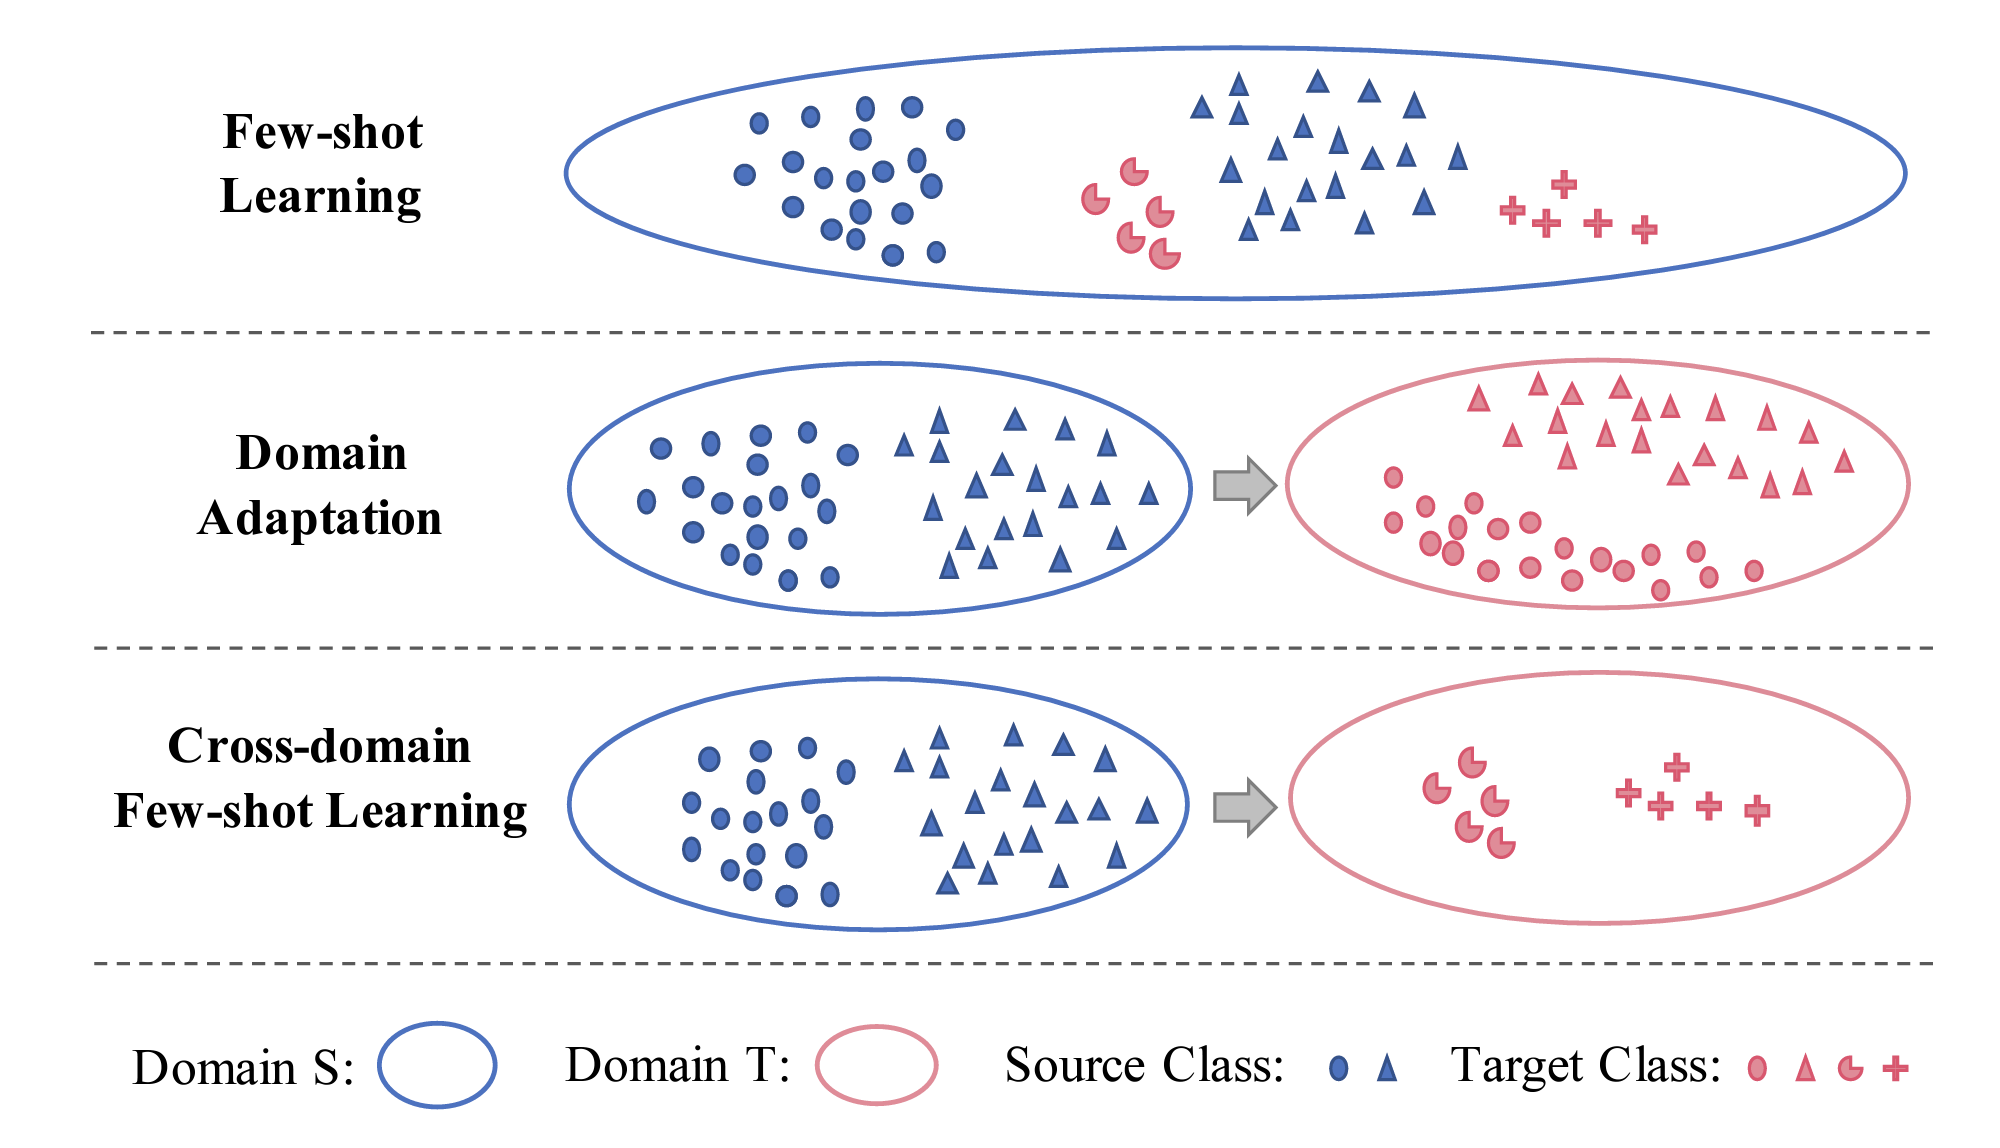 Few-shot
Learning
Domain
Adaptation
Cross-domain
Few-shot Learning
Domain S:
Domain T:
Source Class:
Target Class: